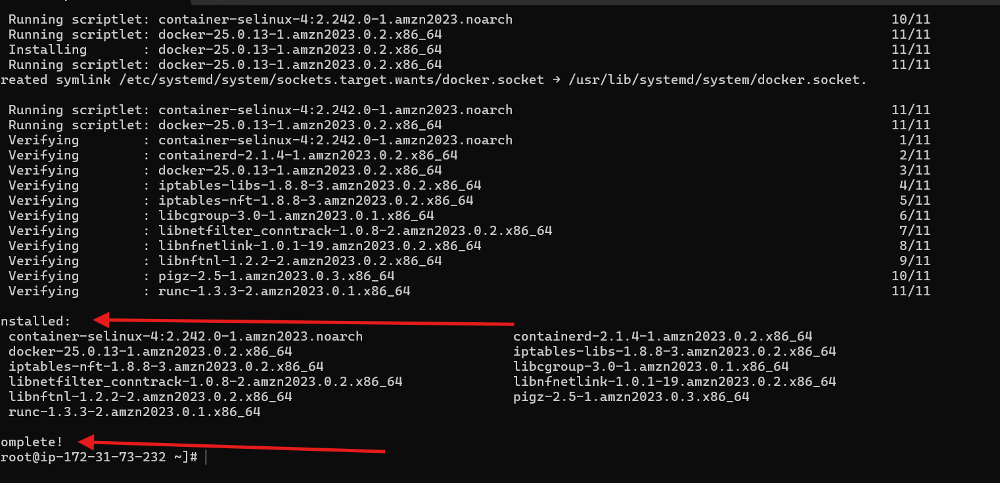 Running scriptlet: container-selinux-4:2.242.0-1.amzn2023.noarch 10/11
Running scriptlet: docker-25.0.13-1.amzn2023.0.2.x86_64 11/11
Installing : docker-25.0.13-1.amzn2023.0.2.x86_64 11/11
Running scriptlet: docker-25.0.13-1.amzn2023.0.2.x86_64 11/11
reated symlink /etc/systemd/system/sockets.target.wants/docker.socket → /usr/lib/systemd/system/docker.socket.
Running scriptlet: container-selinux-4:2.242.0-1.amzn2023.noarch 11/11
Running scriptlet: docker-25.0.13-1.amzn2023.0.2.x86_64 11/11
Verifying : container-selinux-4:2.242.0-1.amzn2023.noarch 1/11
Verifying : containerd-2.1.4-1.amzn2023.0.2.x86_64 2/11
Verifying : docker-25.0.13-1.amzn2023.0.2.x86_64 3/11
Verifying : iptables-libs-1.8.8-3.amzn2023.0.2.x86_64 4/11
Verifying : iptables-nft-1.8.8-3.amzn2023.0.2.x86_64 5/11
Verifying : libcgroup-3.0-1.amzn2023.0.1.x86_64 6/11
Verifying : libnetfilter_conntrack-1.0.8-2.amzn2023.0.2.x86_64 7/11
Verifying : libnfnetlink-1.0.1-19.amzn2023.0.2.x86_64 8/11
Verifying : libnftnl-1.2.2-2.amzn2023.0.2.x86_64 9/11
Verifying : pigz-2.5-1.amzn2023.0.3.x86_64 10/11
Verifying : runc-1.3.3-2.amzn2023.0.1.x86_64 11/11
nstalled:
container-selinux-4:2.242.0-1.amzn2023.noarch containerd-2.1.4-1.amzn2023.0.2.x86_64
docker-25.0.13-1.amzn2023.0.2.x86_64 iptables-libs-1.8.8-3.amzn2023.0.2.x86_64
iptables-nft-1.8.8-3.amzn2023.0.2.x86_64 libcgroup-3.0-1.amzn2023.0.1.x86_64
libnetfilter_conntrack-1.0.8-2.amzn2023.0.2.x86_64 libnfnetlink-1.0.1-19.amzn2023.0.2.x86_64
libnftnl-1.2.2-2.amzn2023.0.2.x86_64 pigz-2.5-1.amzn2023.0.3.x86_64
runc-1.3.3-2.amzn2023.0.1.x86_64
omplete!
root@ip-172-31-73-232 ~]#